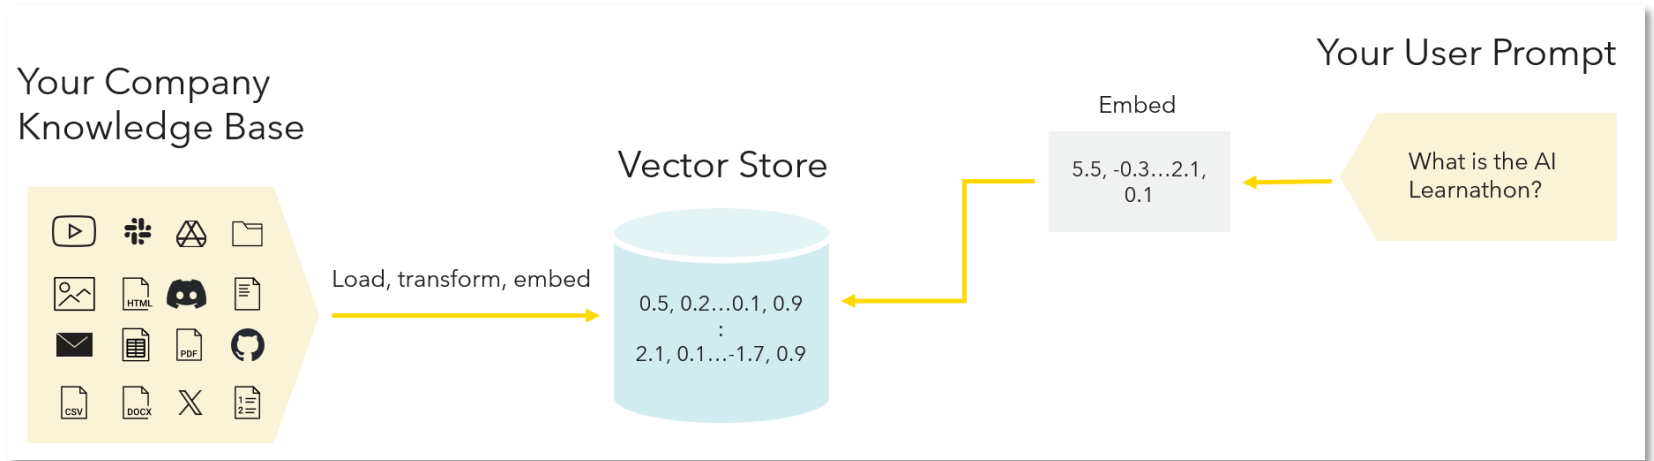 Your Company
Knowledge Base
HTML
PDF
CSV
DOCX
1
2
Load, transform, embed
Vector Store
0.5, 0.2...0.1, 0.9
:
2.1, 0.1...-1.7, 0.9
Embed
5.5, -0.3...2.1,
0.1
Your User Prompt
What is the AI
Learnathon?